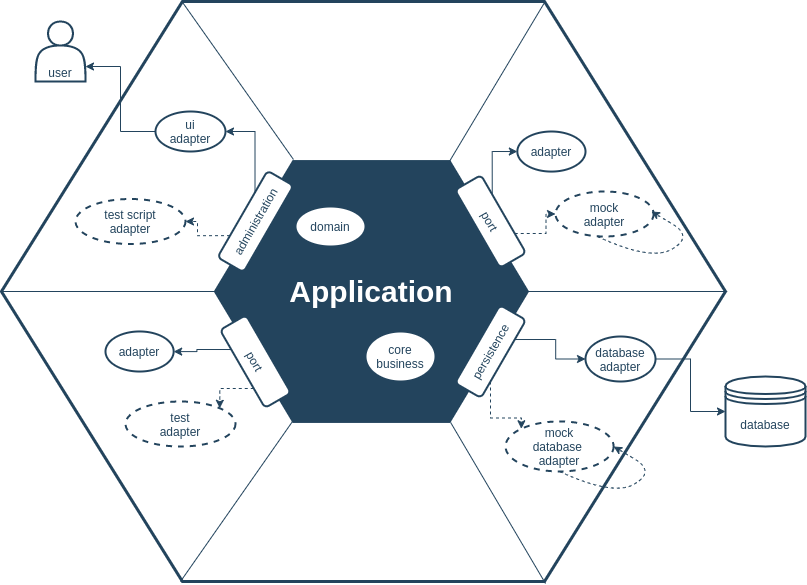 user
ui
adapter
adapter
test script
adapter
administration
port
mock
adapter
domain
Application
adapter
port
core
business
persistence
database
adapter
test
adapter
mock
database
adapter
database